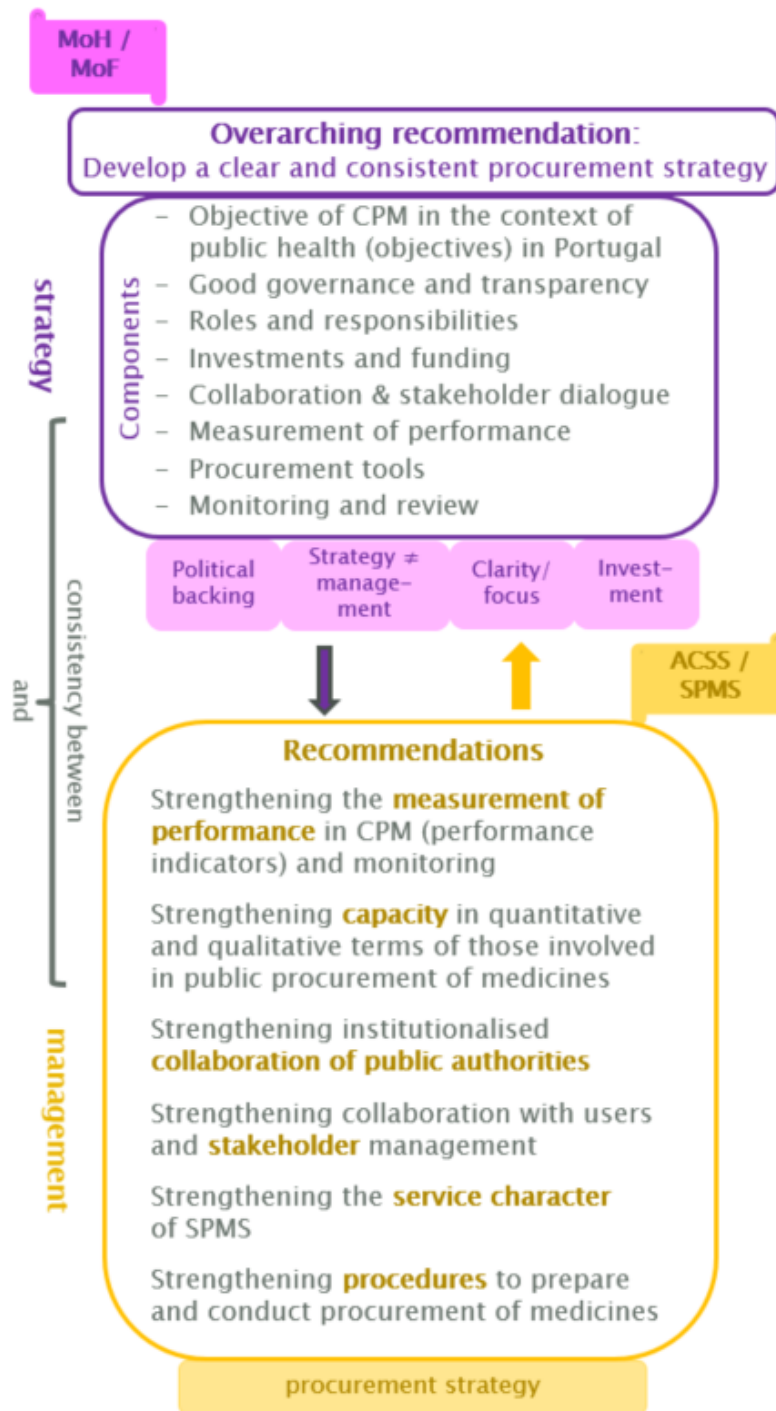 MoH /
MoF
Overarching recommendation:
Develop a clear and consistent procurement strategy
Components
– Objective of CPM in the context of
public health (objectives) in Portugal
– Good governance and transparency
– Roles and responsibilities
– Investments and funding
– Collaboration & stakeholder dialogue
– Measurement of performance
– Procurement tools
– Monitoring and review
strategy
consistency between
and
management
Political
backing
Strategy ≠
manage-
ment
Clarity/
focus
Invest-
ment
ACSS /
SPMS
Recommendations
Strengthening the measurement of
performance in CPM (performance
indicators) and monitoring
Strengthening capacity in quantitative
and qualitative terms of those involved
in public procurement of medicines
Strengthening institutionalised
collaboration of public authorities
Strengthening collaboration with users
and stakeholder management
Strengthening the service character
of SPMS
Strengthening procedures to prepare
and conduct procurement of medicines
procurement strategy